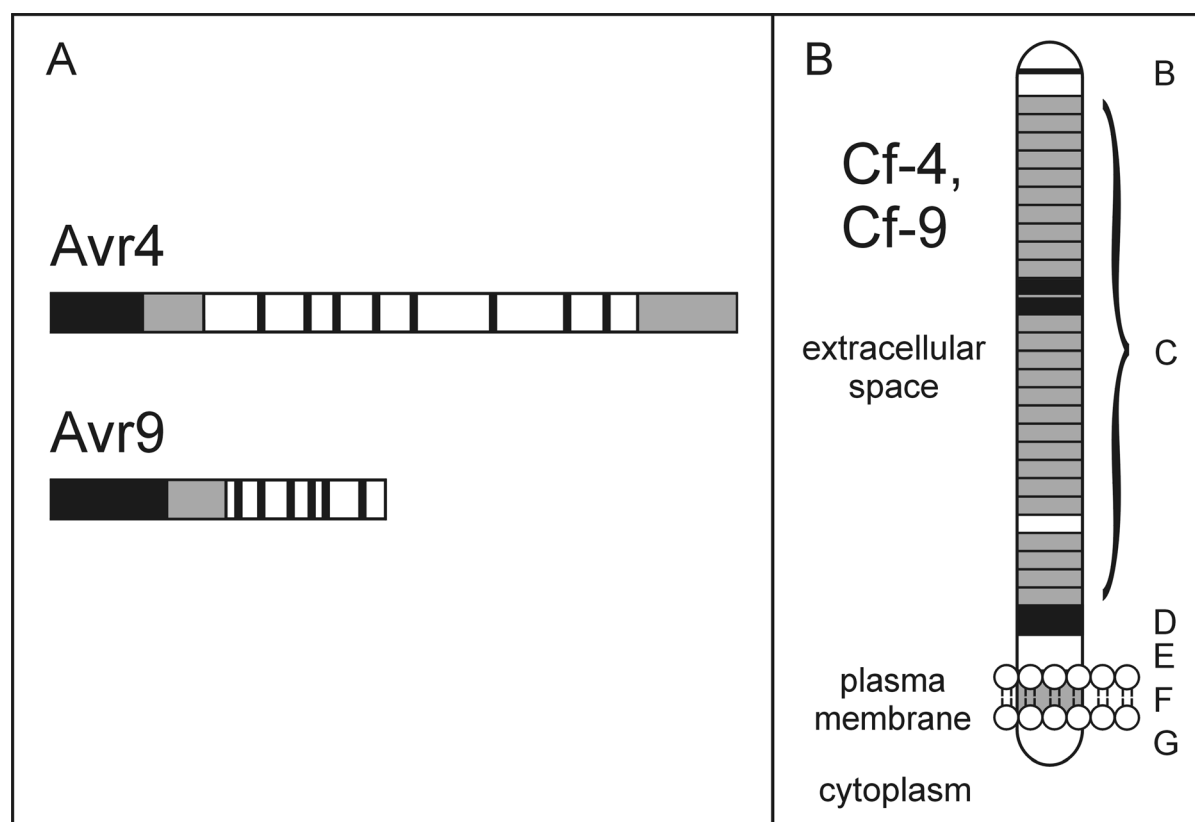 A
Avr4
Avr9
B
Cf-4,
Cf-9
extracellular
space
plasma
membrane
cytoplasm
B
C
D
E
F
G